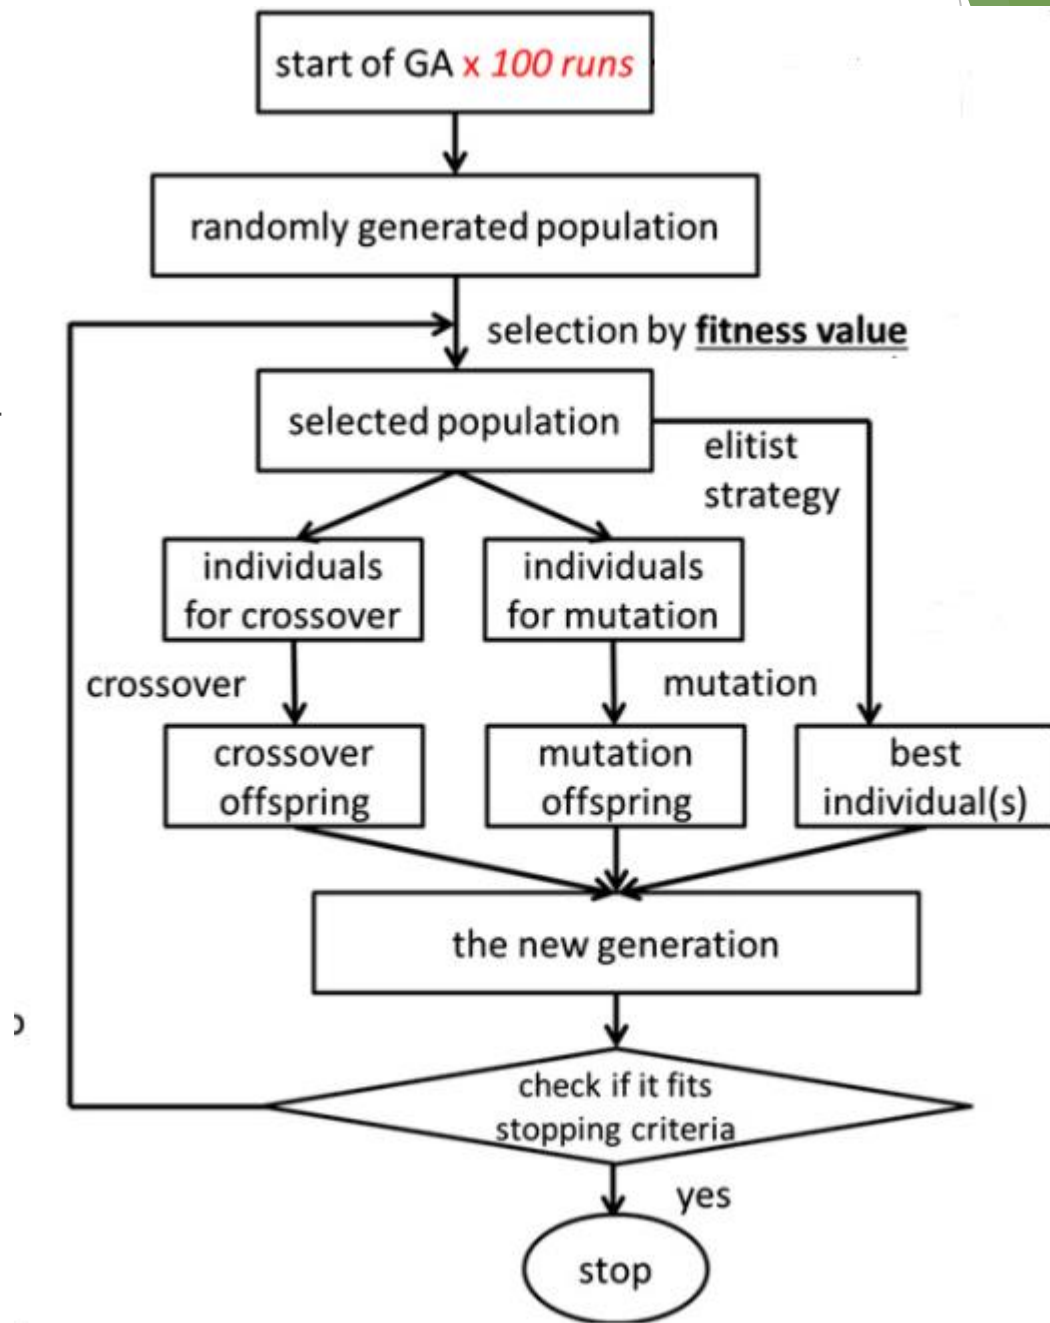 start of GA x 100 runs
randomly generated population
selection by fitness value
selected population
elitist
strategy
individuals
for crossover
individuals
for mutation
crossover
mutation
crossover
offspring
mutation
offspring
best
individual(s)
the new generation
check if it fits
stopping criteria
yes
stop